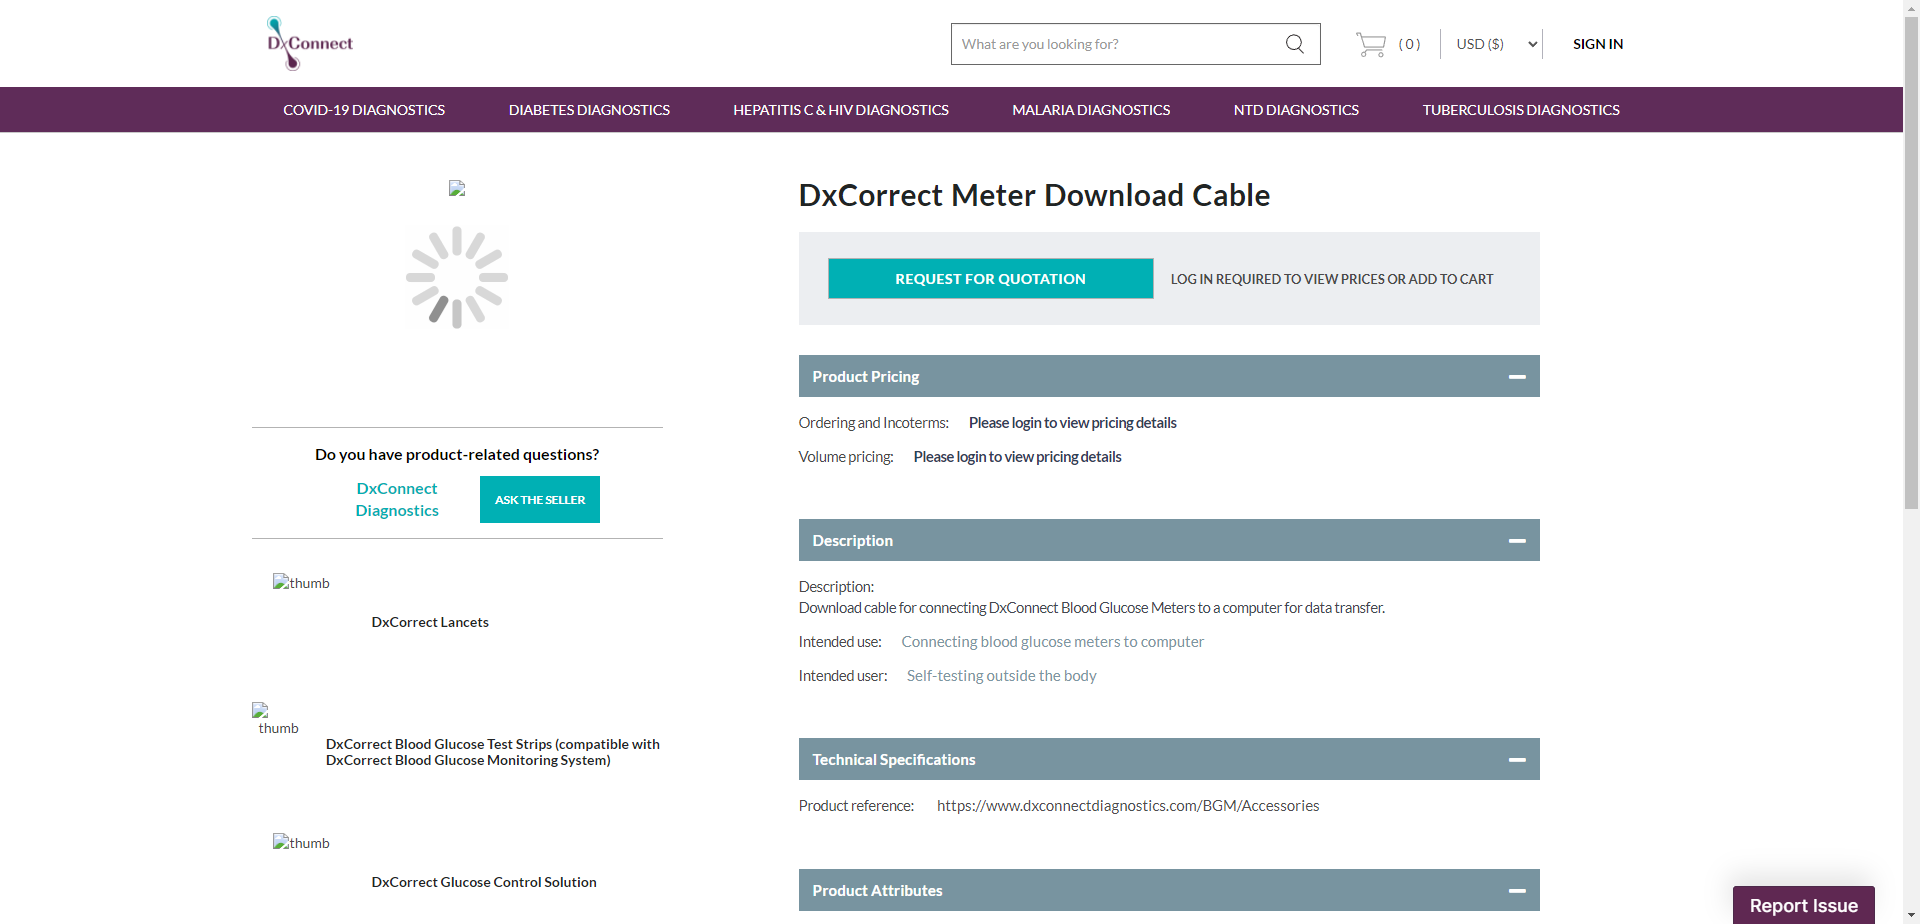 DxConnect
What are you looking for?
( 0 )
USD ($)
SIGN IN
COVID-19 DIAGNOSTICS
DIABETES DIAGNOSTICS
HEPATITIS C & HIV DIAGNOSTICS
MALARIA DIAGNOSTICS
NTD DIAGNOSTICS
TUBERCULOSIS DIAGNOSTICS
Do you have product-related questions?
DxConnect
Diagnostics
ASK THE SELLER
thumb
DxCorrect Lancets
thumb
DxCorrect Blood Glucose Test Strips (compatible with
DxCorrect Blood Glucose Monitoring System)
thumb
DxCorrect Glucose Control Solution
DxCorrect Meter Download Cable
REQUEST FOR QUOTATION
LOG IN REQUIRED TO VIEW PRICES OR ADD TO CART
Product Pricing
Ordering and Incoterms: Please login to view pricing details
Volume pricing: Please login to view pricing details
Description
Description:
Download cable for connecting DxConnect Blood Glucose Meters to a computer for data transfer.
Intended use: Connecting blood glucose meters to computer
Intended user: Self-testing outside the body
Technical Specifications
Product reference: https://www.dxconnectdiagnostics.com/BGM/Accessories
Product Attributes
Report Issue